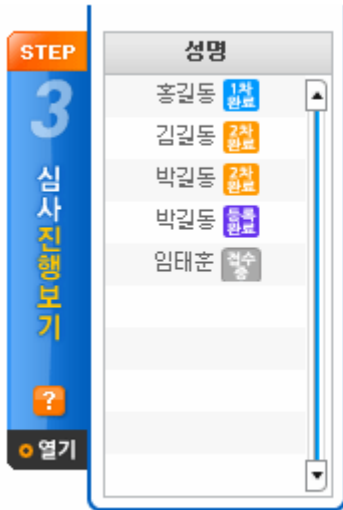 STEP
3
심사진행보기
?
열기
성명
홍길동 1차완료
김길동 2차완료
박길동 2차완료
박길동 등록완료
임태훈 접수중